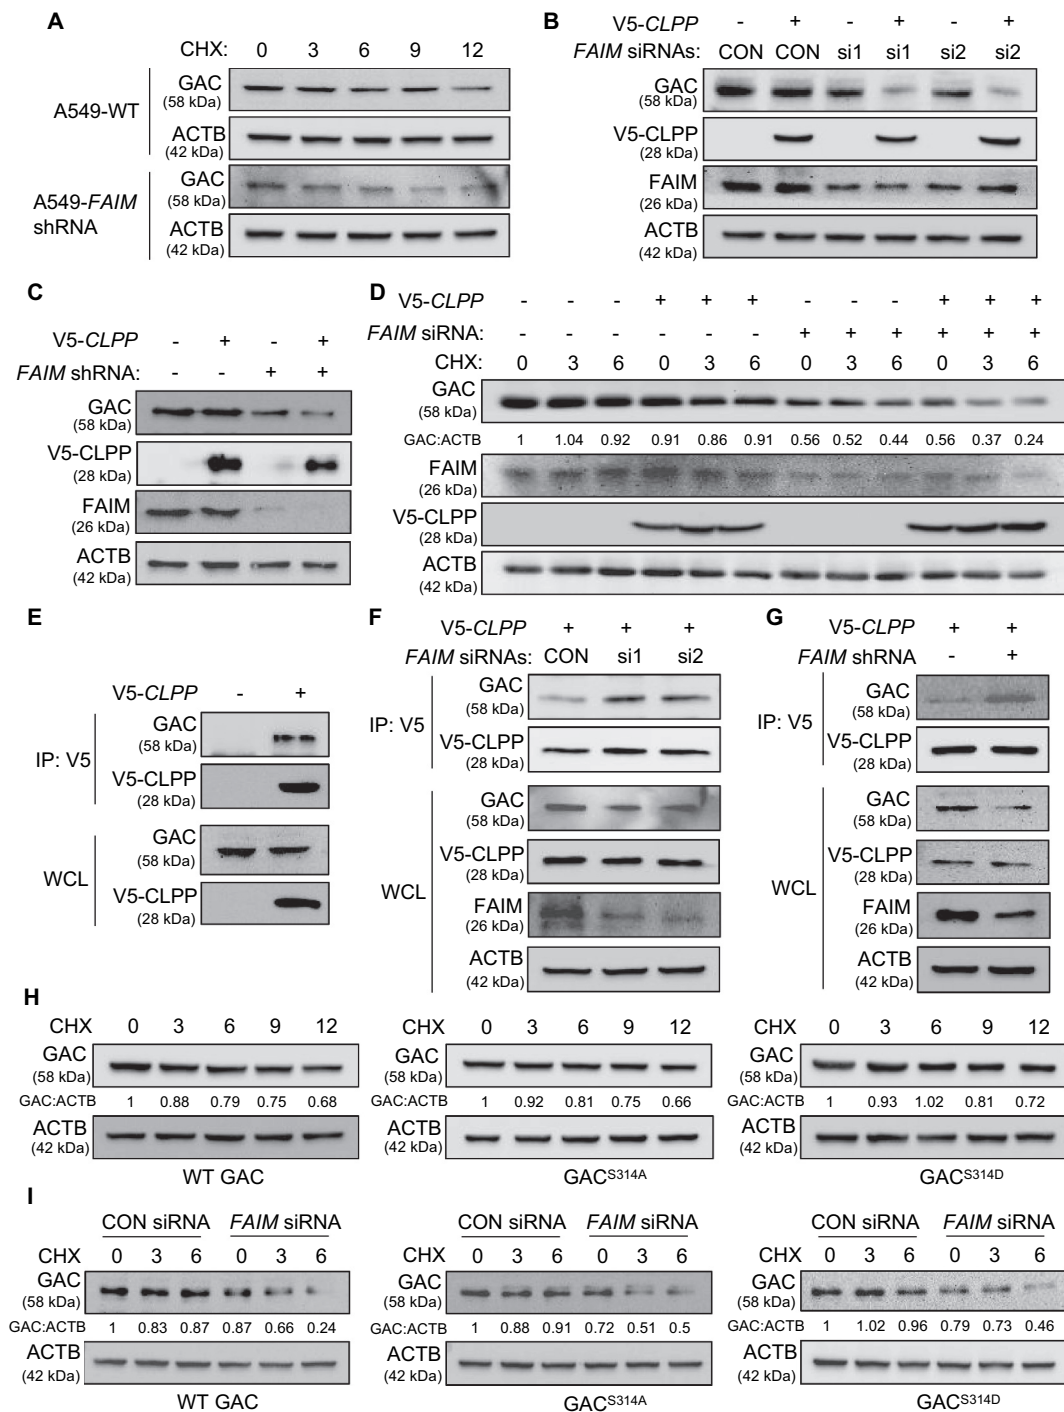 A
CHX: 0 3 6 9 12
A549-WT
GAC
(58 kDa)
ACTB
(42 kDa)
A549-FAIM
shRNA
GAC
(58 kDa)
ACTB
(42 kDa)
B
V5-CLPP - + - + - +
FAIM siRNAs: CON CON si1 si1 si2 si2
GAC
(58 kDa)
V5-CLPP
(28 kDa)
FAIM
(26 kDa)
ACTB
(42 kDa)
C
V5-CLPP - + - +
FAIM shRNA: - - + +
GAC
(58 kDa)
V5-CLPP
(28 kDa)
FAIM
(26 kDa)
ACTB
(42 kDa)
D
V5-CLPP - - - + + + - - - + + +
FAIM siRNA: - - - - - - + + + + + +
CHX: 0 3 6 0 3 6 0 3 6 0 3 6
GAC
(58 kDa)
GAC:ACTB 1 1.04 0.92 0.91 0.86 0.91 0.56 0.52 0.44 0.56 0.37 0.24
FAIM
(26 kDa)
V5-CLPP
(28 kDa)
ACTB
(42 kDa)
E
V5-CLPP - +
IP: V5
GAC
(58 kDa)
V5-CLPP
(28 kDa)
WCL
GAC
(58 kDa)
V5-CLPP
(28 kDa)
F
V5-CLPP + + +
FAIM siRNAs: CON si1 si2
IP: V5
GAC
(58 kDa)
V5-CLPP
(28 kDa)
WCL
GAC
(58 kDa)
V5-CLPP
(28 kDa)
FAIM
(26 kDa)
ACTB
(42 kDa)
G
V5-CLPP + +
FAIM shRNA - +
IP: V5
GAC
(58 kDa)
V5-CLPP
(28 kDa)
WCL
GAC
(58 kDa)
V5-CLPP
(28 kDa)
FAIM
(26 kDa)
ACTB
(42 kDa)
H
CHX 0 3 6 9 12
GAC
(58 kDa)
GAC:ACTB 1 0.88 0.79 0.75 0.68
ACTB
(42 kDa)
WT GAC
CHX 0 3 6 9 12
GAC
(58 kDa)
GAC:ACTB 1 0.92 0.81 0.75 0.66
ACTB
(42 kDa)
GACS314A
CHX 0 3 6 9 12
GAC
(58 kDa)
GAC:ACTB 1 0.93 1.02 0.81 0.72
ACTB
(42 kDa)
GACS314D
I
CON siRNA FAIM siRNA
CHX 0 3 6 0 3 6
GAC
(58 kDa)
GAC:ACTB 1 0.83 0.87 0.87 0.66 0.24
ACTB
(42 kDa)
WT GAC
CON siRNA FAIM siRNA
CHX 0 3 6 0 3 6
GAC
(58 kDa)
GAC:ACTB 1 0.88 0.91 0.72 0.51 0.5
ACTB
(42 kDa)
GACS314A
CON siRNA FAIM siRNA
CHX 0 3 6 0 3 6
GAC
(58 kDa)
GAC:ACTB 1 1.02 0.96 0.79 0.73 0.46
ACTB
(42 kDa)
GACS314D